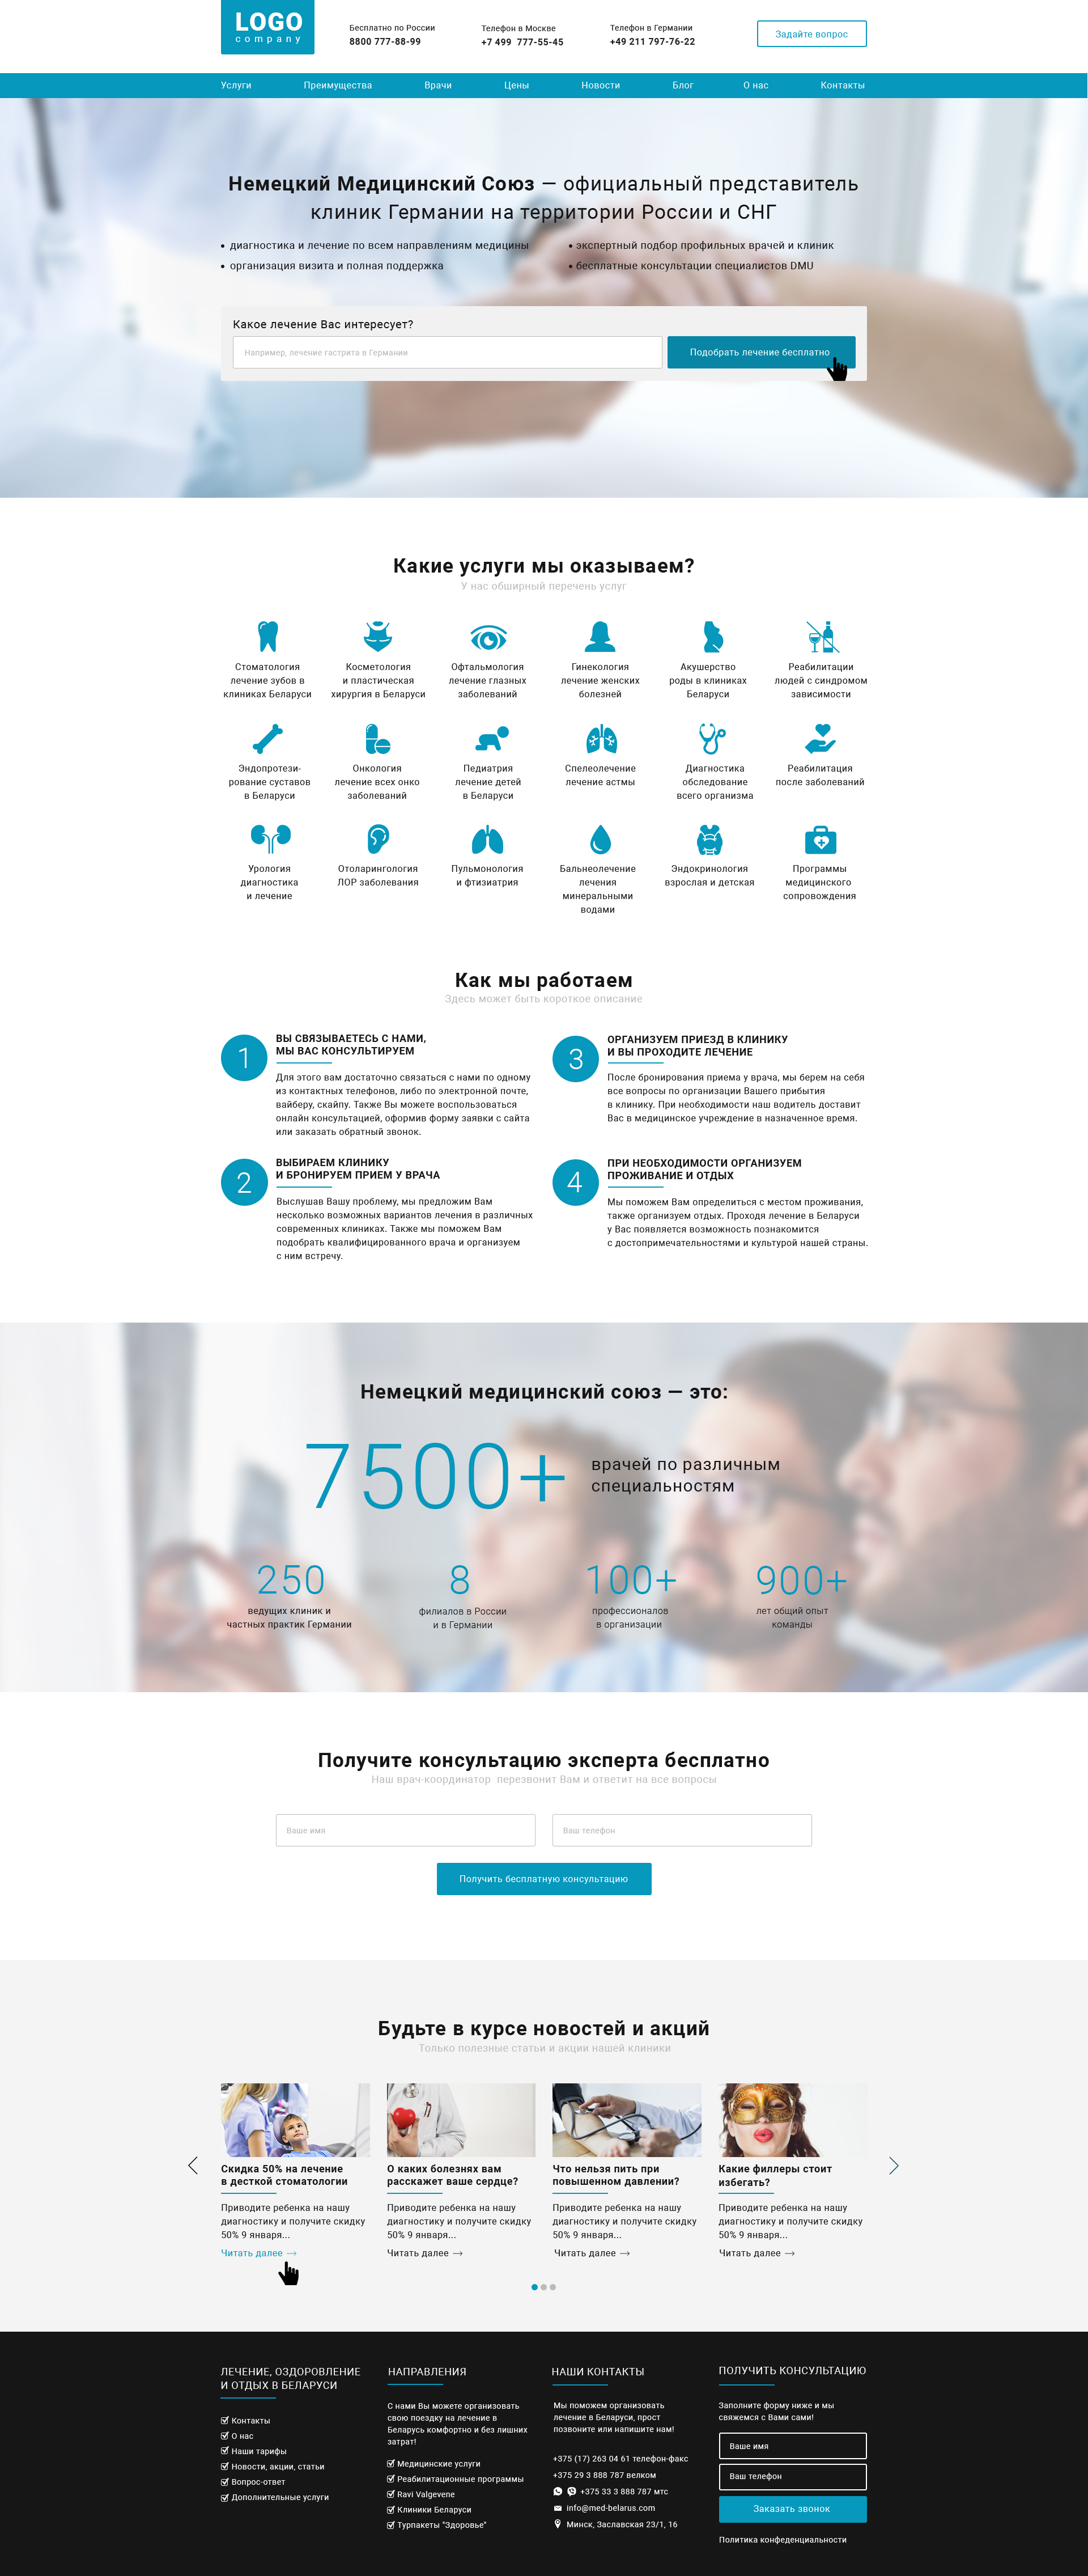 LOGO
company
Бесплатно по России
8800 777-88-99
Телефон в Москве
+7 499  777-55-45
Телефон в Германии
+49 211 797-76-22
Задайте вопрос
Услуги
Преимущества
Врачи
Цены
Новости
Блог
О нас
Контакты
Немецкий Медицинский Союз — официальный представитель
клиник Германии на территории России и СНГ
• диагностика и лечение по всем направлениям медицины
• организация визита и полная поддержка
• экспертный подбор профильных врачей и клиник
• бесплатные консультации специалистов DMU
Какое лечение Вас интересует?
Например, лечение гастрита в Германии
Подобрать лечение бесплатно
Какие услуги мы оказываем?
У нас обширный перечень услуг
Стоматология
лечение зубов в
клиниках Беларуси
Косметология
и пластическая
хирургия в Беларуси
Офтальмология
лечение глазных
заболеваний
Гинекология
лечение женских
болезней
Акушерство
роды в клиниках
Беларуси
Реабилитации
людей с синдромом
зависимости
Эндопротези-
рование суставов
в Беларуси
Онкология
лечение всех онко
заболеваний
Педиатрия
лечение детей
в Беларуси
Спелеолечение
лечение астмы
Диагностика
обследование
всего организма
Реабилитация
после заболеваний
Урология
диагностика
и лечение
Отоларингология
ЛОР заболевания
Пульмонология
и фтизиатрия
Бальнеолечение
лечения
минеральными
водами
Эндокринология
взрослая и детская
Программы
медицинского
сопровождения
Как мы работаем
Здесь может быть короткое описание
1
ВЫ СВЯЗЫВАЕТЕСЬ С НАМИ,
МЫ ВАС КОНСУЛЬТИРУЕМ
Для этого вам достаточно связаться с нами по одному
из контактных телефонов, либо по электронной почте,
вайберу, скайпу. Также Вы можете воспользоваться
онлайн консультацией, оформив форму заявки с сайта
или заказать обратный звонок.
2
ВЫБИРАЕМ КЛИНИКУ
И БРОНИРУЕМ ПРИЕМ У ВРАЧА
Выслушав Вашу проблему, мы предложим Вам
несколько возможных вариантов лечения в различных
современных клиниках. Также мы поможем Вам
подобрать квалифицированного врача и организуем
с ним встречу.
3
ОРГАНИЗУЕМ ПРИЕЗД В КЛИНИКУ
И ВЫ ПРОХОДИТЕ ЛЕЧЕНИЕ
После бронирования приема у врача, мы берем на себя
все вопросы по организации Вашего прибытия
в клинику. При необходимости наш водитель доставит
Вас в медицинское учреждение в назначенное время.
4
ПРИ НЕОБХОДИМОСТИ ОРГАНИЗУЕМ
ПРОЖИВАНИЕ И ОТДЫХ
Мы поможем Вам определиться с местом проживания,
также организуем отдых. Проходя лечение в Беларуси
у Вас появляется возможность познакомится
с достопримечательностями и культурой нашей страны.
Немецкий медицинский союз — это:
7500+
врачей по различным
специальностям
250
ведущих клиник и
частных практик Германии
8
филиалов в России
и в Германии
100+
профессионалов
в организации
900+
лет общий опыт
команды
Получите консультацию эксперта бесплатно
Наш врач-координатор  перезвонит Вам и ответит на все вопросы
Ваше имя
Ваш телефон
Получить бесплатную консультацию
Будьте в курсе новостей и акций
Только полезные статьи и акции нашей клиники
Скидка 50% на лечение
в десткой стоматологии
Приводите ребенка на нашу
диагностику и получите скидку
50% 9 января...
Читать далее
О каких болезнях вам
расскажет ваше сердце?
Приводите ребенка на нашу
диагностику и получите скидку
50% 9 января...
Читать далее
Что нельзя пить при
повышенном давлении?
Приводите ребенка на нашу
диагностику и получите скидку
50% 9 января...
Читать далее
Какие филлеры стоит
избегать?
Приводите ребенка на нашу
диагностику и получите скидку
50% 9 января...
Читать далее
ЛЕЧЕНИЕ, ОЗДОРОВЛЕНИЕ
И ОТДЫХ В БЕЛАРУСИ
Контакты
О нас
Наши тарифы
Новости, акции, статьи
Вопрос-ответ
Дополнительные услуги
НАПРАВЛЕНИЯ
С нами Вы можете организовать
свою поездку на лечение в
Беларусь комфортно и без лишних
затрат!
Медицинские услуги
Реабилитационные программы
Ravi Valgevene
Клиники Беларуси
Турпакеты "Здоровье"
НАШИ КОНТАКТЫ
Мы поможем организовать
лечение в Беларуси, прост
позвоните или напишите нам!
+375 (17) 263 04 61 телефон-факс
+375 29 3 888 787 велком
+375 33 3 888 787 мтс
info@med-belarus.com
Минск, Заславская 23/1, 16
ПОЛУЧИТЬ КОНСУЛЬТАЦИЮ
Заполните форму ниже и мы
свяжемся с Вами сами!
Ваше имя
Ваш телефон
Заказать звонок
Политика конфеденциальности